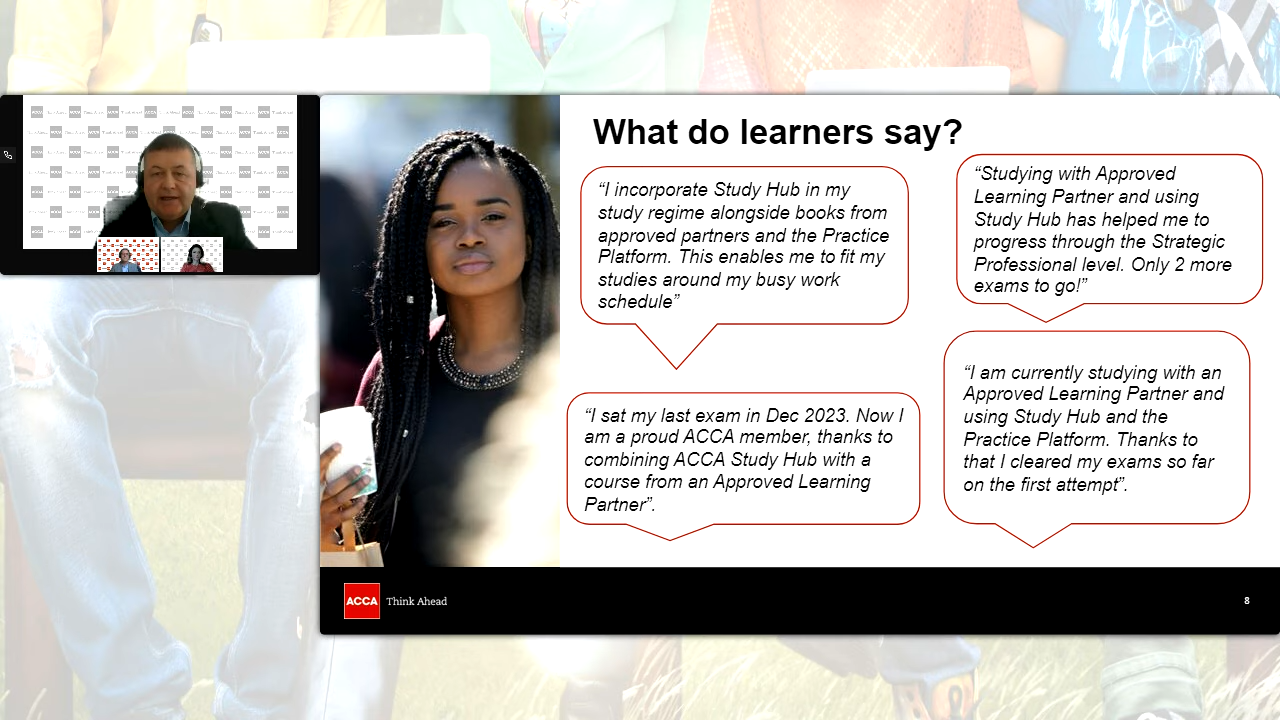 What do learners say?
“I incorporate Study Hub in my
study regime alongside books from
approved partners and the Practice
Platform. This enables me to fit my
studies around my busy work
schedule”
“Studying with Approved
Learning Partner and using
Study Hub has helped me to
progress through the Strategic
Professional level. Only 2 more
exams to go!”
“I sat my last exam in Dec 2023. Now I
am a proud ACCA member, thanks to
combining ACCA Study Hub with a
course from an Approved Learning
Partner”.
“I am currently studying with an
Approved Learning Partner and
using Study Hub and the
Practice Platform. Thanks to
that I cleared my exams so far
on the first attempt”.
ACCA Think Ahead
8